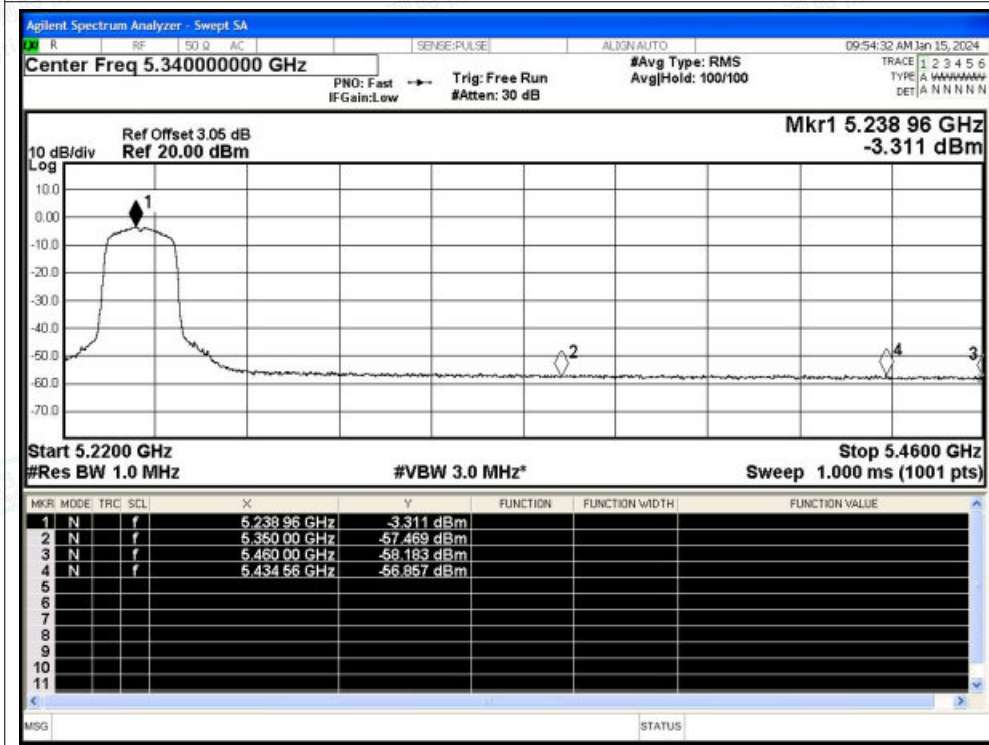 Agilent Spectrum Analyzer - Swept SA
R RF 50 Ω AC SENSE:PULSE ALIGN AUTO 09:54:32 AM Jan 15, 2024
Center Freq 5.340000000 GHz
PNO: Fast
IFGain:Low
Trig: Free Run
#Atten: 30 dB
#Avg Type: RMS
Avg|Hold: 100/100
TRACE 1 2 3 4 5 6
TYPE A WWWWW
DET A N N N N N
Mkr1 5.238 96 GHz
-3.311 dBm
Ref Offset 3.05 dB
10 dB/div Ref 20.00 dBm
Log
10.0
0.00
-10.0
-20.0
-30.0
-40.0
-50.0
-60.0
-70.0
1
2
4
3
Start 5.2200 GHz Stop 5.4600 GHz
#Res BW 1.0 MHz #VBW 3.0 MHz* Sweep 1.000 ms (1001 pts)
MKR MODE TRC SCL X Y FUNCTION FUNCTION WIDTH FUNCTION VALUE
1 N f 5.238 96 GHz -3.311 dBm
2 N f 5.350 00 GHz -57.469 dBm
3 N f 5.460 00 GHz -58.183 dBm
4 N f 5.434 56 GHz -56.857 dBm
5
6
7
8
9
10
11
MSG STATUS